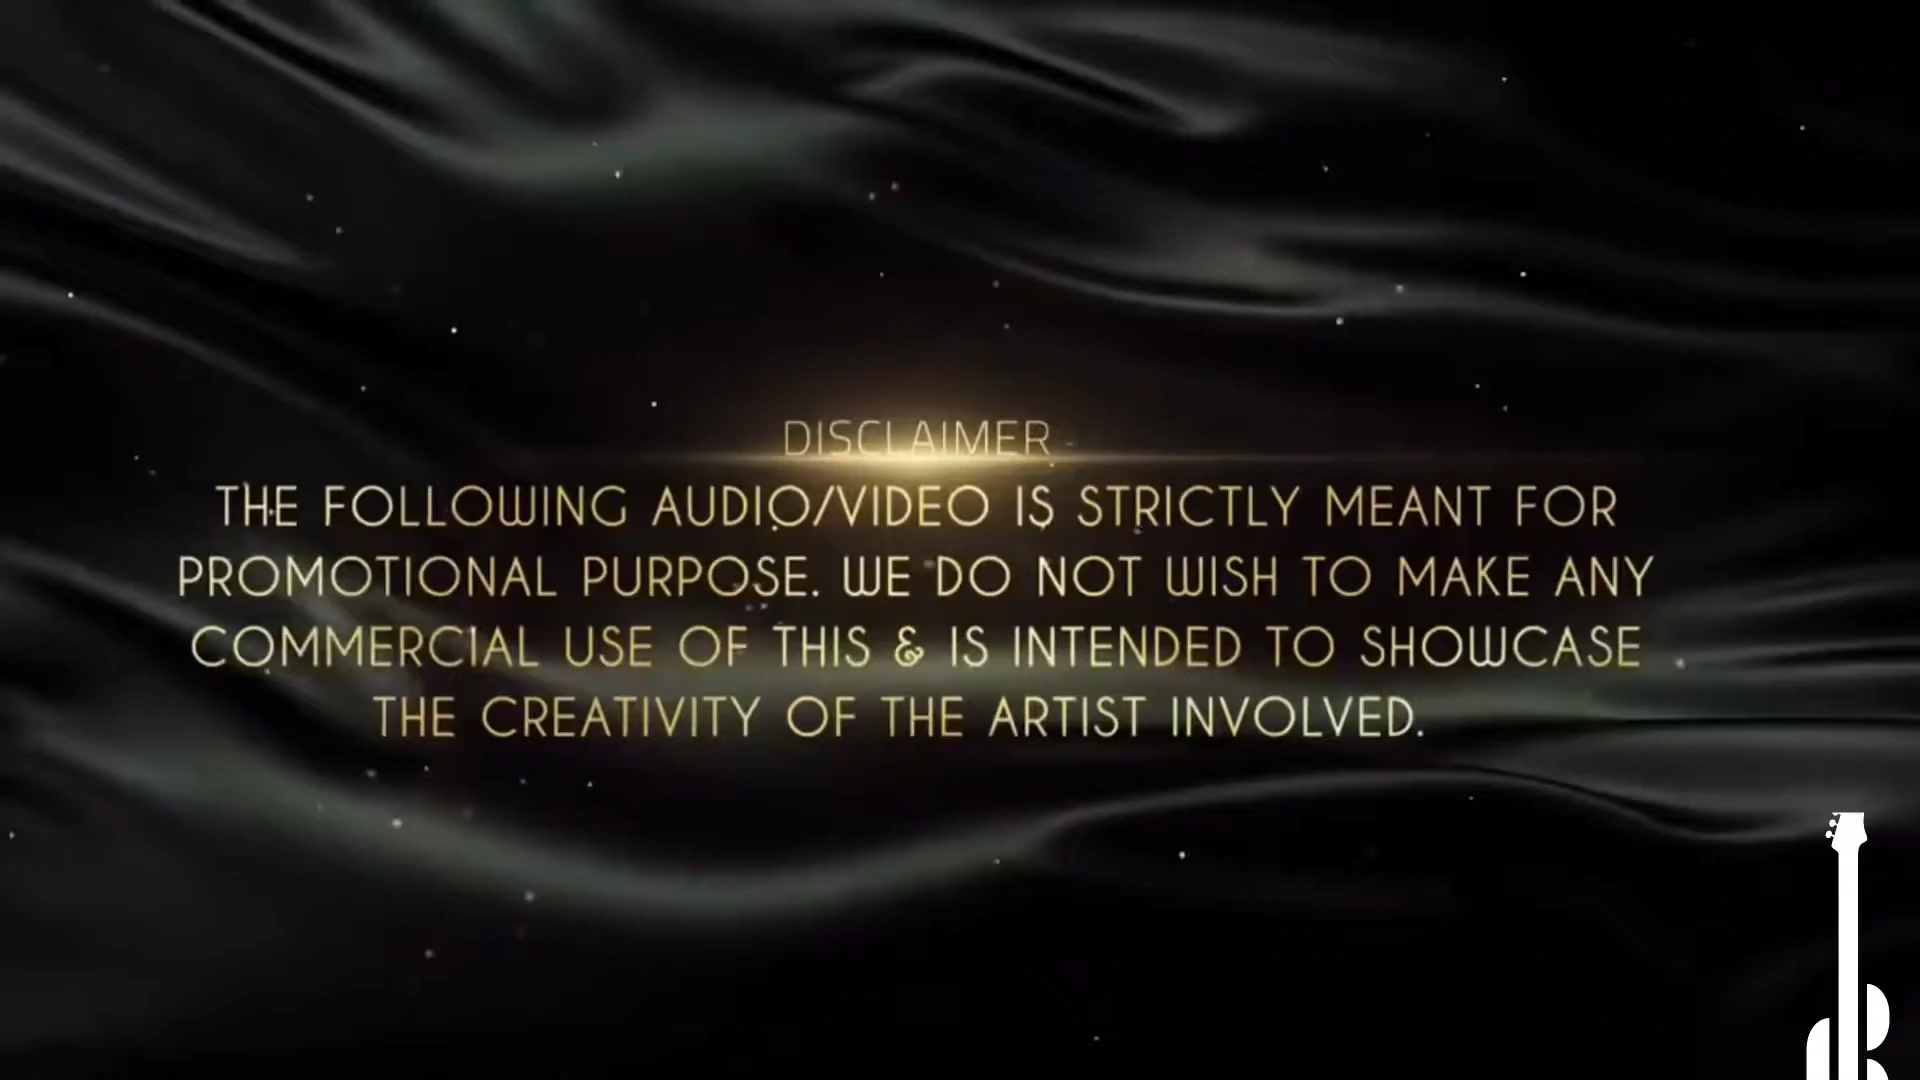 DISCLAIMER -
THE FOLLOWING AUDIO/VIDEO IS STRICTLY MEANT FOR
PROMOTIONAL PURPOSE. WE DO NOT WISH TO MAKE ANY
COMMERCIAL USE OF THIS & IS INTENDED TO SHOWCASE
THE CREATIVITY OF THE ARTIST INVOLVED.